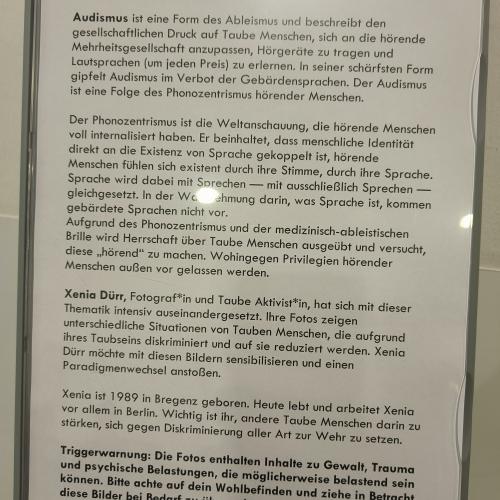 Audismus ist eine Form des Ableismus und beschreibt den
gesellschaftlichen Druck auf Taube Menschen, sich an die hörende
Mehrheitsgesellschaft anzupassen, Hörgeräte zu tragen und
Lautsprachen (um jeden Preis) zu erlernen. In seiner schärfsten Form
gipfelt Audismus im Verbot der Gebärdensprachen. Der Audismus
ist eine Folge des Phonozentrismus hörender Menschen.
Der Phonozentrismus ist die Weltanschauung, die hörende Menschen
voll internalisiert haben. Er beinhaltet, dass menschliche Identität
direkt an die Existenz von Sprache gekoppelt ist, hörende
Menschen fühlen sich existent durch ihre Stimme, durch ihre Sprache.
Sprache wird dabei mit Sprechen — mit ausschließlich Sprechen —
gleichgesetzt. In der darin, was Sprache ist, kommen
gebärdete Sprachen nicht vor.
Aufgrund des Phonozentrismus und der medizinisch-ableistischen
Brille wird Herrschaft über Taube Menschen ausgeübt und versucht,
diese „hörend" zu machen. Wohingegen Privilegien hörender
Menschen außen vor gelassen werden.
Xenia Dürr, Fotograf*in und Taube Aktivist*in, hat sich mit dieser
Thematik intensiv auseinandergesetzt. Ihre Fotos zeigen
unterschiedliche Situationen von Tauben Menschen, die aufgrund
ihres Taubseins diskriminiert und auf sie reduziert werden. Xenia
Dürr möchte mit diesen Bildern sensibilisieren und einen
Paradigmenwechsel anstoßen.
Xenia ist 1989 in Bregenz geboren. Heute lebt und arbeitet Xenia
vor allem in Berlin. Wichtig ist ihr, andere Taube Menschen darin zu
stärken, sich gegen Diskriminierung aller Art zur Wehr zu setzen.
Triggerwarnung: Die Fotos enthalten Inhalte zu Gewalt, Trauma
und psychische Belastungen, die möglicherweise belastend sein
können. Bitte achte auf dein Wohlbefinden und ziehe in Betracht
diese Bilder bei Bedarf